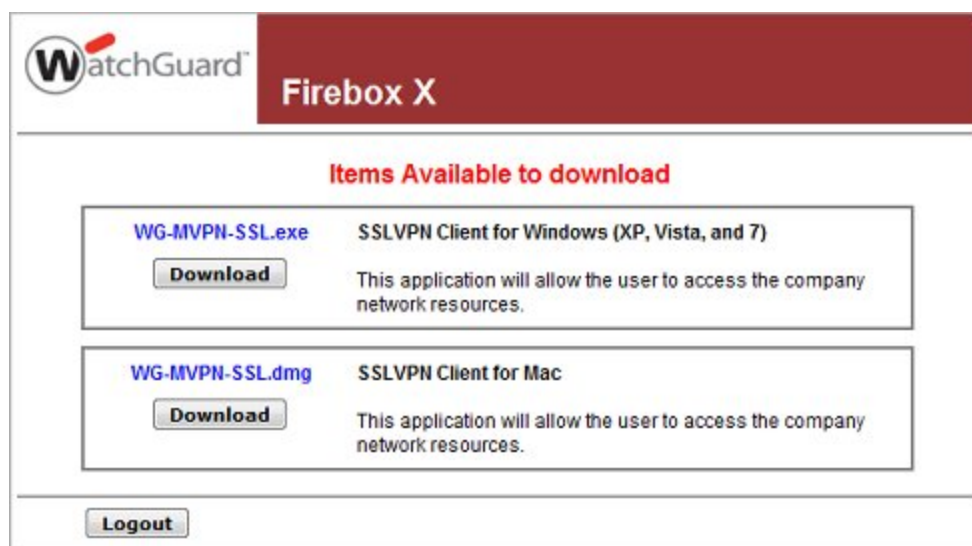 WatchGuard™
Firebox X
Items Available to download
WG-MVPN-SSL.exe
SSLVPN Client for Windows (XP, Vista, and 7)
Download
This application will allow the user to access the company
network resources.
WG-MVPN-SSL.dmg
SSLVPN Client for Mac
Download
This application will allow the user to access the company
network resources.
Logout